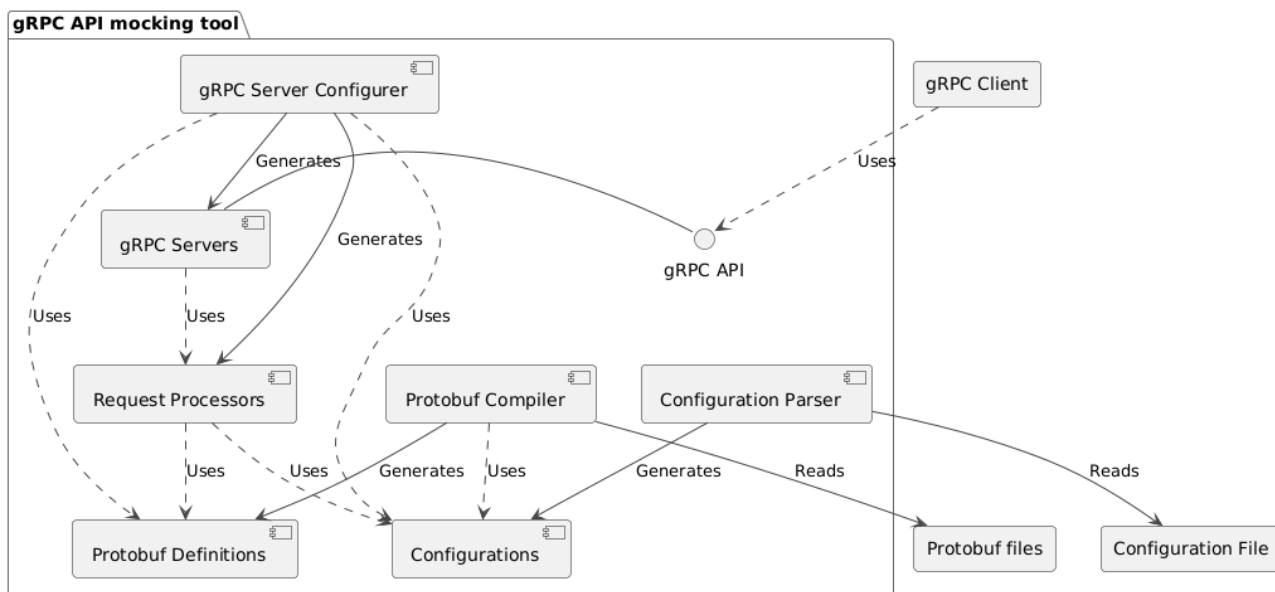 gRPC API mocking tool
gRPC Server Configurer
gRPC Client
Generates
Uses
gRPC Servers
Generates
gRPC API
Uses
Uses
Uses
Request Processors
Protobuf Compiler
Configuration Parser
Uses
Uses
Generates
Uses
Generates
Reads
Reads
Protobuf Definitions
Configurations
Protobuf files
Configuration File